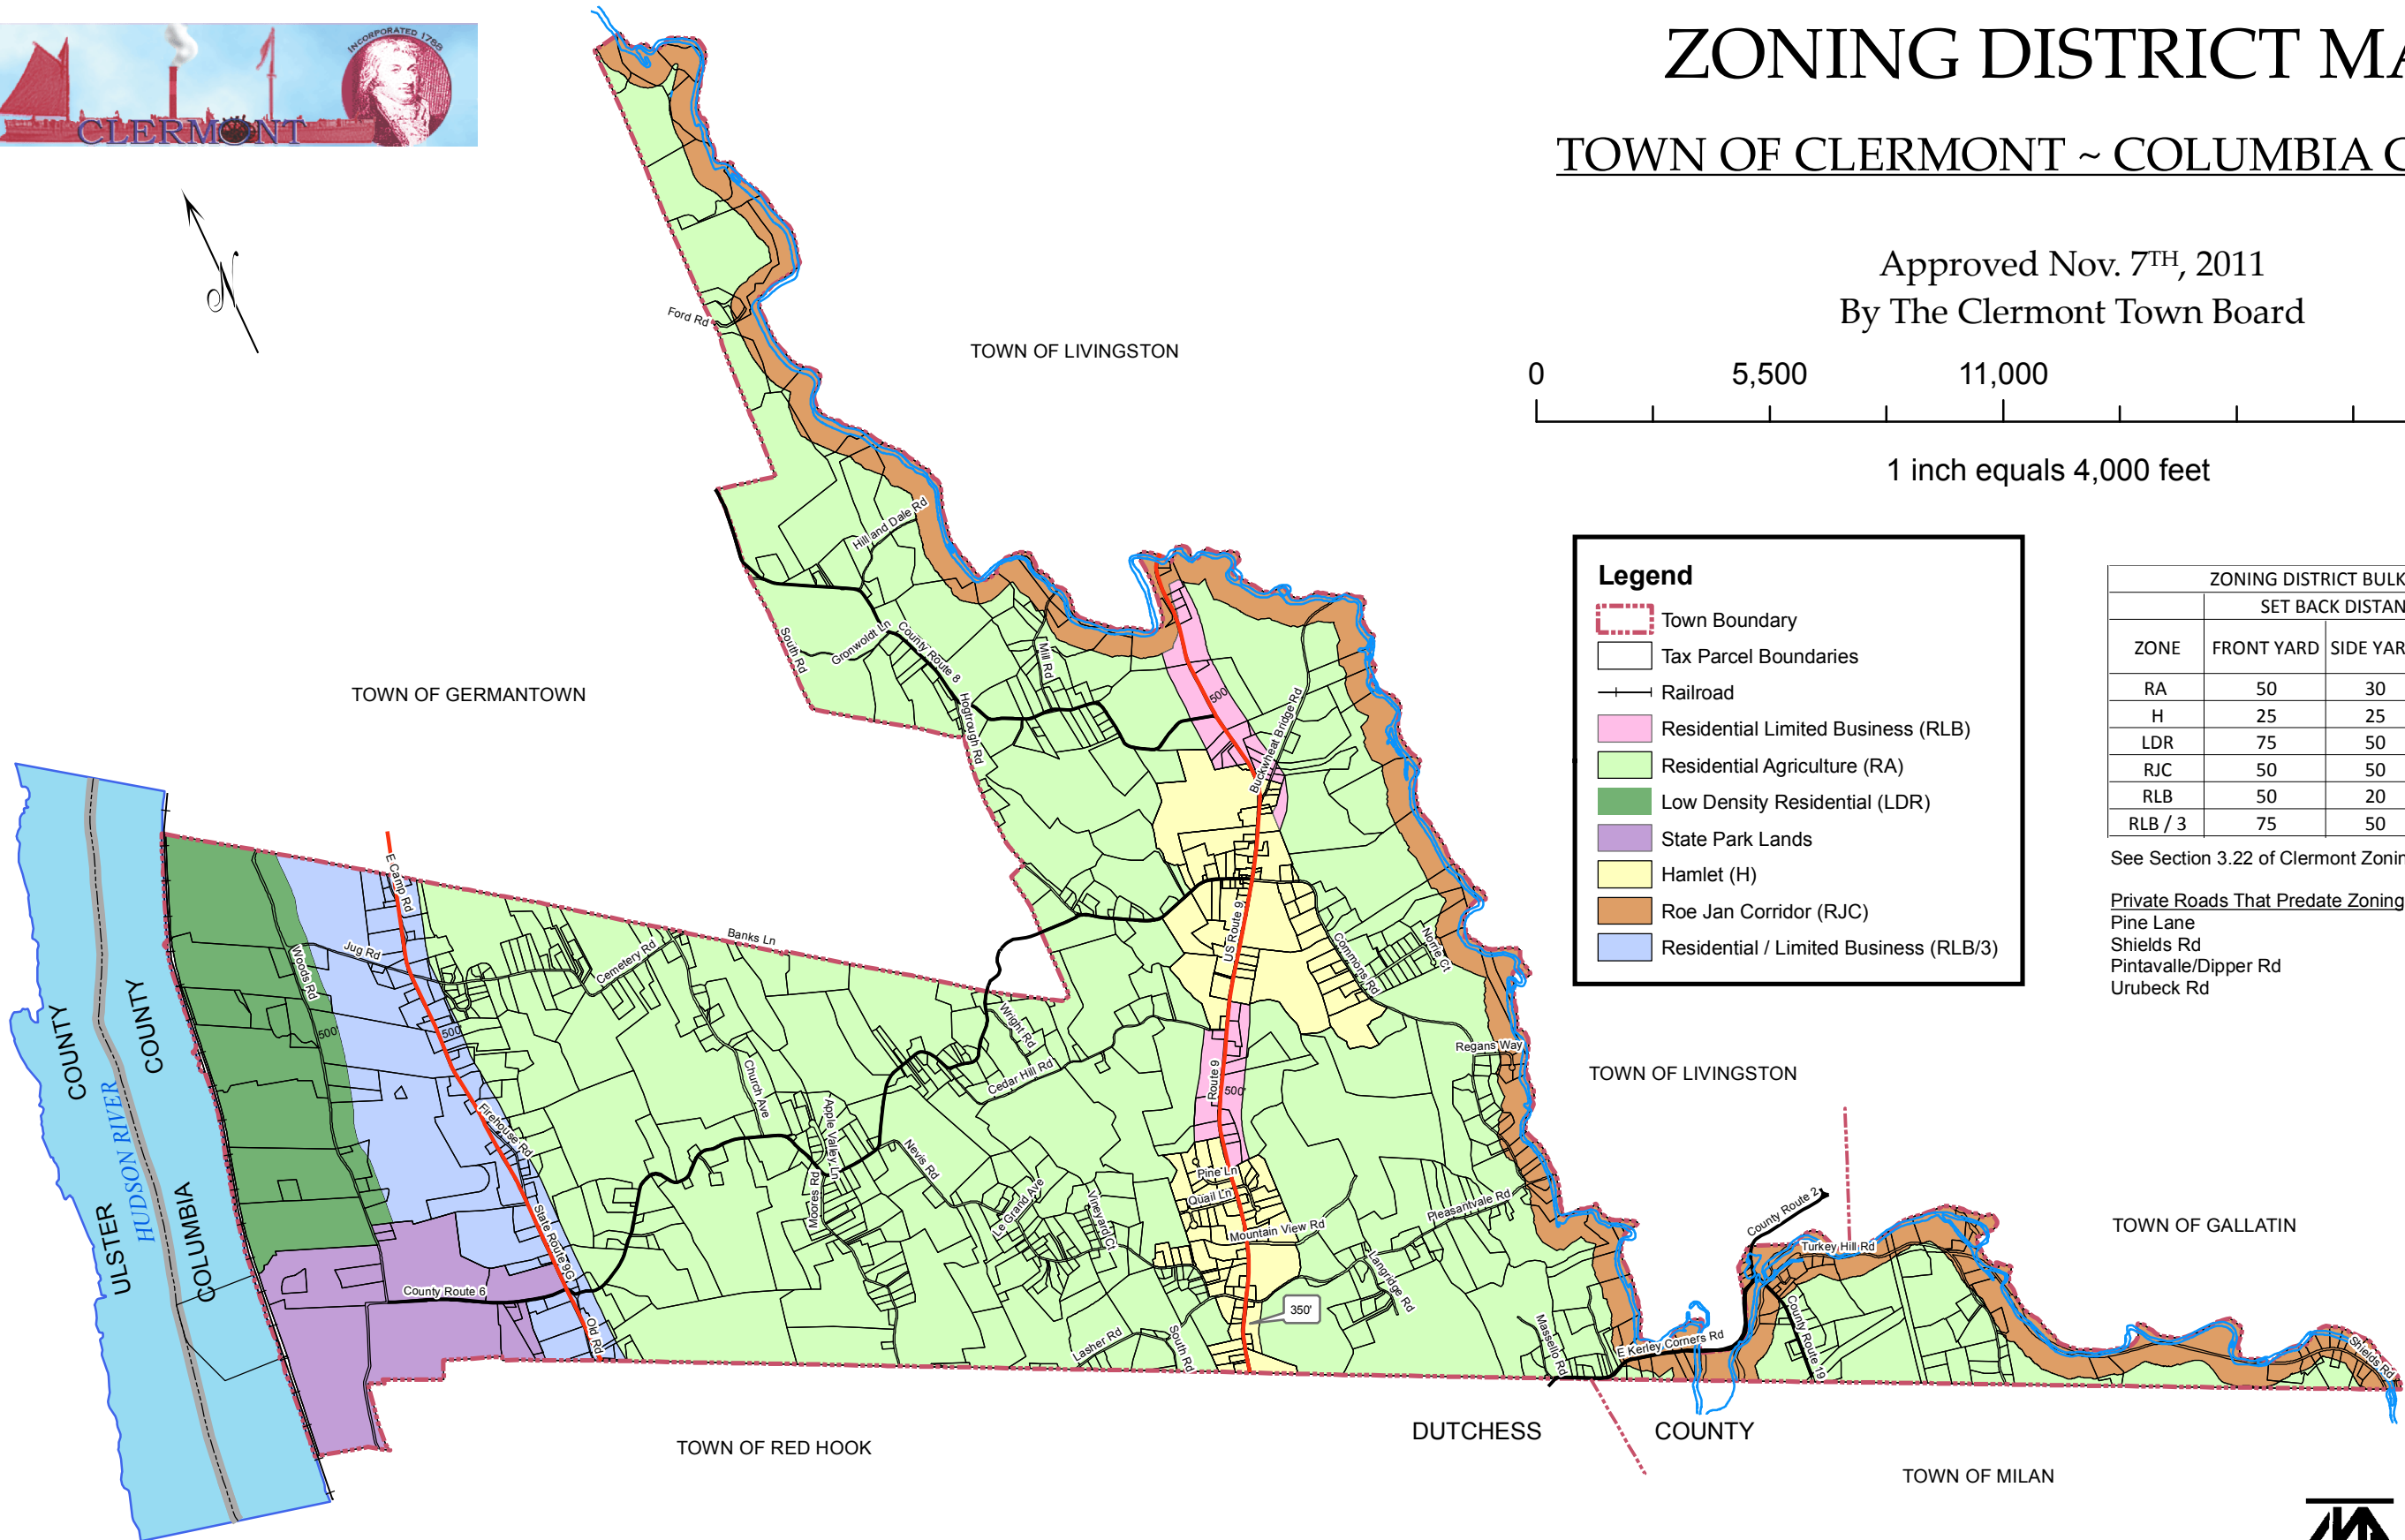 INCORPORATED 1788
CLERMONT
N
ZONING DISTRICT MA
TOWN OF CLERMONT ~ COLUMBIA C
Approved Nov. 7TH, 2011
By The Clermont Town Board
0 5,500 11,000
1 inch equals 4,000 feet
Legend
Town Boundary
Tax Parcel Boundaries
Railroad
Residential Limited Business (RLB)
Residential Agriculture (RA)
Low Density Residential (LDR)
State Park Lands
Hamlet (H)
Roe Jan Corridor (RJC)
Residential / Limited Business (RLB/3)
ZONING DISTRICT BULK
SET BACK DISTAN
ZONE FRONT YARD SIDE YAR
RA 50 30
H 25 25
LDR 75 50
RJC 50 50
RLB 50 20
RLB / 3 75 50
See Section 3.22 of Clermont Zonin
Private Roads That Predate Zoning
Pine Lane
Shields Rd
Pintavalle/Dipper Rd
Urubeck Rd
TOWN OF LIVINGSTON
TOWN OF GERMANTOWN
TOWN OF LIVINGSTON
TOWN OF GALLATIN
TOWN OF RED HOOK
DUTCHESS COUNTY
TOWN OF MILAN
ULSTER COUNTY
HUDSON RIVER
COLUMBIA COUNTY
Ford Rd
Hill and Dale Rd
South Rd
Gronwoldt Ln
County Route 8
Mill Rd
Hogtrough Rd
500'
Buckwheat Bridge Rd
E Camp Rd
Jug Rd
Woods Rd
500'
500'
Cemetery Rd
Banks Ln
US Route 9
Commons Rd
Norrie Ct
Wright Rd
Cedar Hill Rd
Church Ave
Apple Valley Ln
Route 9
500'
Regans Way
Firehouse Rd
Moores Rd
Nevis Rd
Le Grand Ave
Vineyard Ct
Pine Ln
Quail Ln
Mountain View Rd
Pleasantvale Rd
Langridge Rd
State Route 9G
County Route 6
Old Rd
350'
Lasher Rd
South Rd
Massello Rd
E Kerley Corners Rd
County Route 2
Turkey Hill Rd
County Route 19
Shields Rd